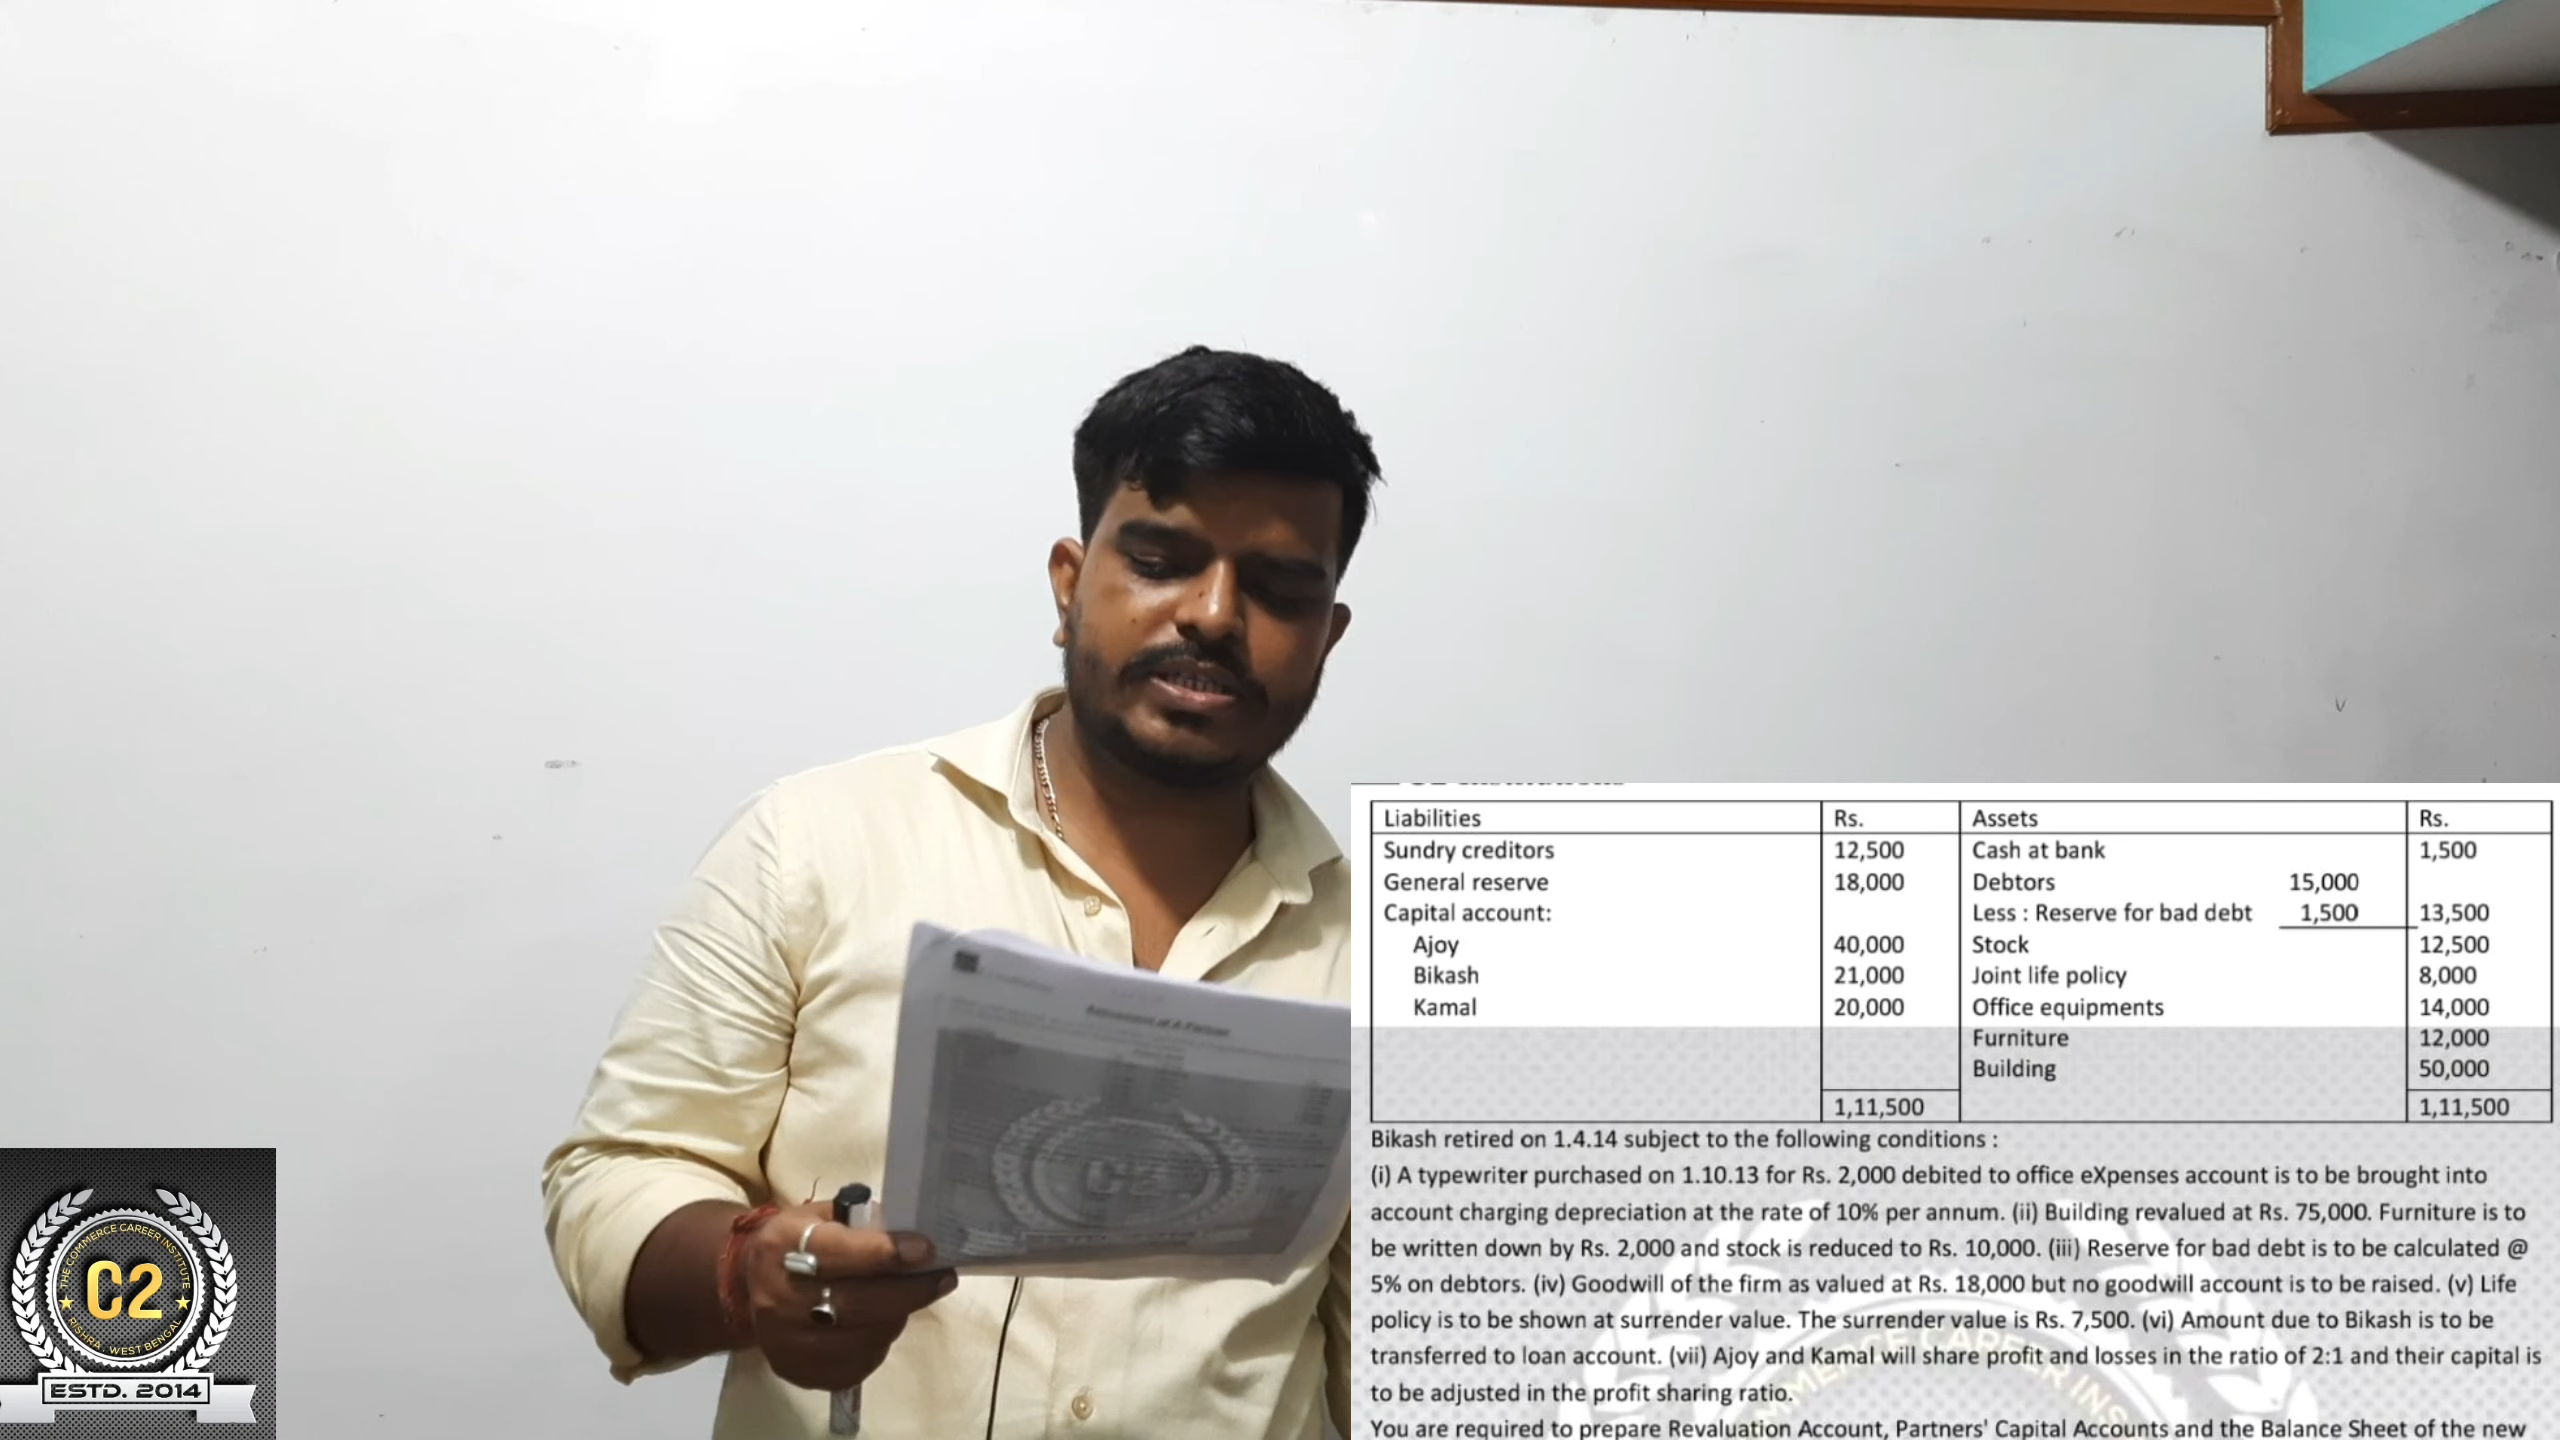 Liabilities Rs. Assets Rs.
Sundry creditors 12,500 Cash at bank 1,500
General reserve 18,000 Debtors 15,000
Capital account: Less : Reserve for bad debt 1,500 13,500
Ajoy 40,000 Stock 12,500
Bikash 21,000 Joint life policy 8,000
Kamal 20,000 Office equipments 14,000
Furniture 12,000
Building 50,000
1,11,500 1,11,500
Bikash retired on 1.4.14 subject to the following conditions :
(i) A typewriter purchased on 1.10.13 for Rs. 2,000 debited to office eXpenses account is to be brought into
account charging depreciation at the rate of 10% per annum. (ii) Building revalued at Rs. 75,000. Furniture is to
be written down by Rs. 2,000 and stock is reduced to Rs. 10,000. (iii) Reserve for bad debt is to be calculated @
5% on debtors. (iv) Goodwill of the firm as valued at Rs. 18,000 but no goodwill account is to be raised. (v) Life
policy is to be shown at surrender value. The surrender value is Rs. 7,500. (vi) Amount due to Bikash is to be
transferred to loan account. (vii) Ajoy and Kamal will share profit and losses in the ratio of 2:1 and their capital is
to be adjusted in the profit sharing ratio.
You are required to prepare Revaluation Account, Partners' Capital Accounts and the Balance Sheet of the new
THE COMMERCE CAREER INSTITUTE
C2
RISHRA . WEST BENGAL
ESTD. 2014